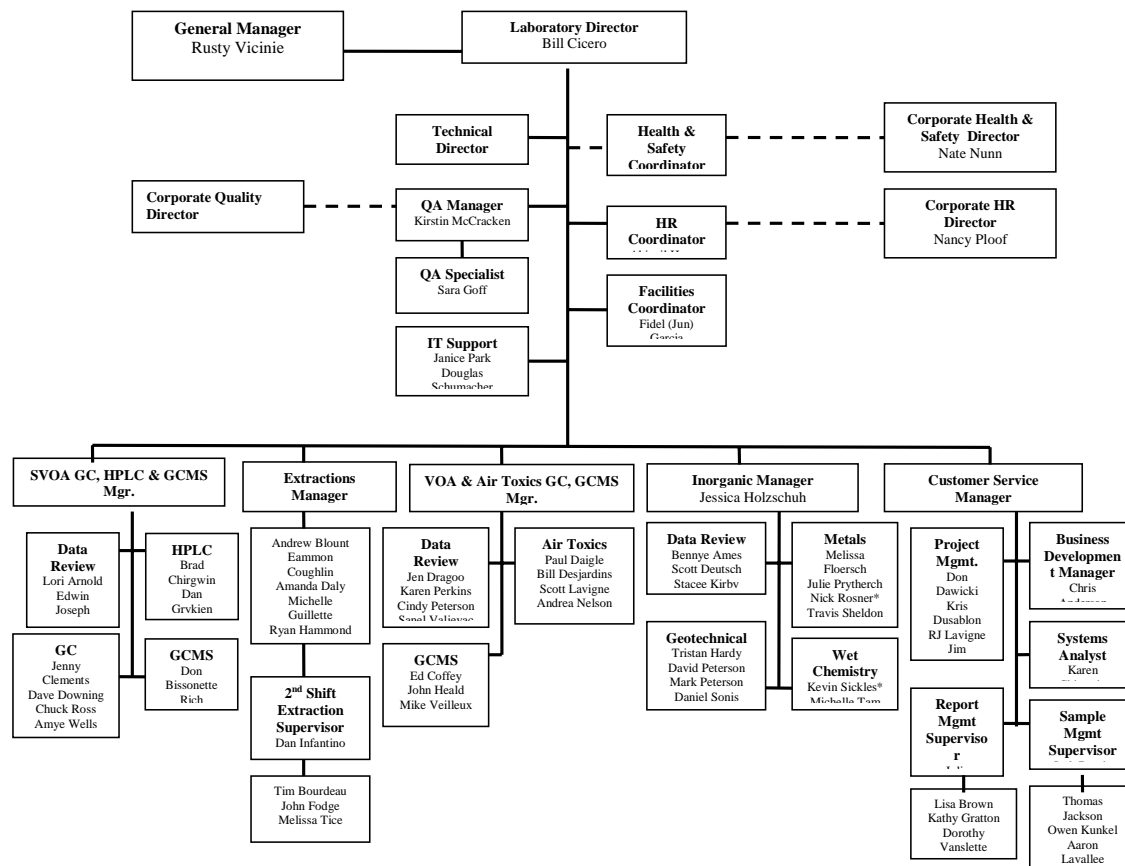 General Manager
Rusty Vicinie
Laboratory Director
Bill Cicero
Technical
Director
Health &
Safety
Coordinator
Corporate Health &
Safety Director
Nate Nunn
Corporate Quality
Director
QA Manager
Kirstin McCracken
HR
Coordinator
Corporate HR
Director
Nancy Ploof
QA Specialist
Sara Goff
Facilities
Coordinator
Fidel (Jun)
Garcia
IT Support
Janice Park
Douglas
Schumacher
SVOA GC, HPLC & GCMS
Mgr.
Extractions
Manager
VOA & Air Toxics GC, GCMS
Mgr.
Inorganic Manager
Jessica Holzschuh
Customer Service
Manager
Data
Review
Lori Arnold
Edwin
Joseph
HPLC
Brad
Chirgwin
Dan
GC
Jenny
Clements
Dave Downing
Chuck Ross
Amye Wells
GCMS
Don
Bissonette
Rich
Andrew Blount
Eammon
Coughlin
Amanda Daly
Michelle
Guillette
Ryan Hammond
2nd Shift
Extraction
Supervisor
Dan Infantino
Tim Bourdeau
John Fodge
Melissa Tice
Data
Review
Jen Dragoo
Karen Perkins
Cindy Peterson
Air Toxics
Paul Daigle
Bill Desjardins
Scott Lavigne
Andrea Nelson
GCMS
Ed Coffey
John Heald
Mike Veilleux
Data Review
Bennye Ames
Scott Deutsch
Stacee Kirby
Metals
Melissa
Floersch
Julie Prytherch
Nick Rosner*
Travis Sheldon
Geotechnical
Tristan Hardy
David Peterson
Mark Peterson
Daniel Sonis
Wet
Chemistry
Kevin Sickles*
Michelle Tam
Project
Mgmt.
Don
Dawicki
Kris
Dusablon
RJ Lavigne
Jim
Business
Developmen
t Manager
Chris
Systems
Analyst
Karen
Report
Mgmt
Superviso
r
Sample
Mgmt
Supervisor
Lisa Brown
Kathy Gratton
Dorothy
Vanslette
Thomas
Jackson
Owen Kunkel
Aaron
Lavallee